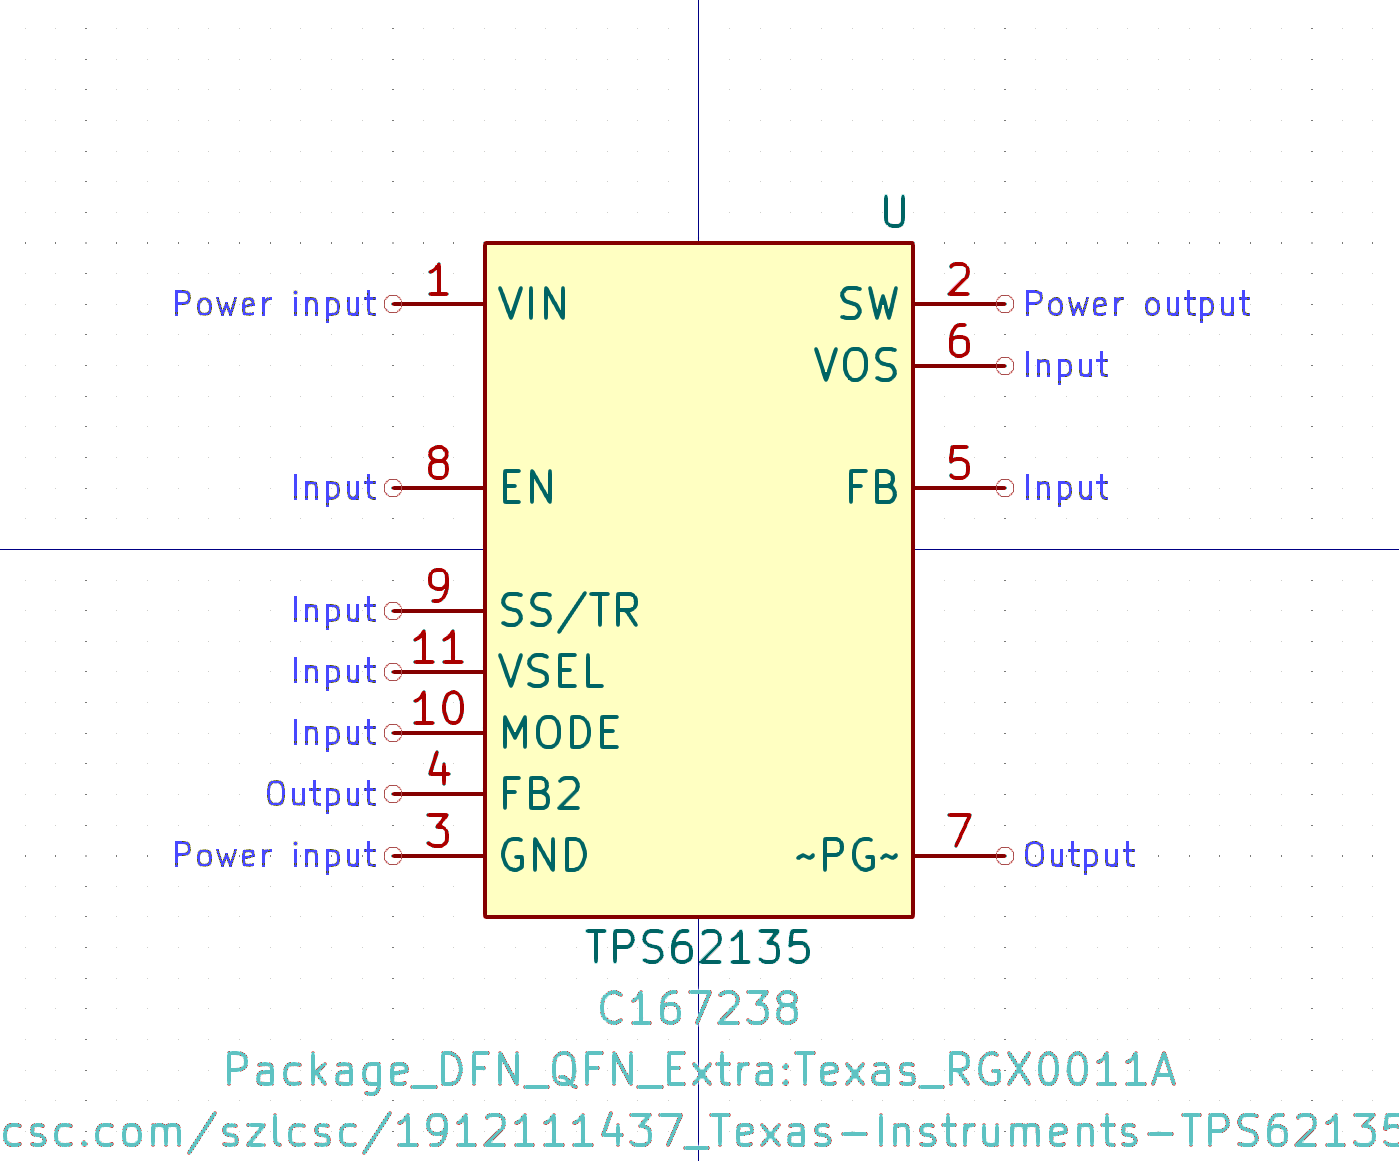 U
1 2
Power input VIN SW Power output
6
VOS Input
8 5
Input EN FB Input
9
Input SS/TR
11
Input VSEL
10
Input MODE
4
Output FB2
3 7
Power input GND ~PG~ Output
TPS62135
C167238
Package_DFN_QFN_Extra:Texas_RGX0011A
csc.com/szlcsc/1912111437_Texas-Instruments-TPS62135